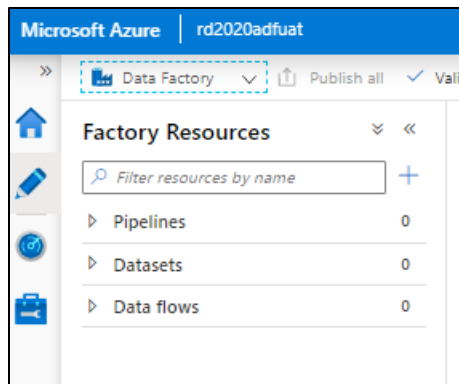 Microsoft Azure rd2020adfuat
» Data Factory Publish all Vali
Factory Resources
Filter resources by name
Pipelines 0
Datasets 0
Data flows 0